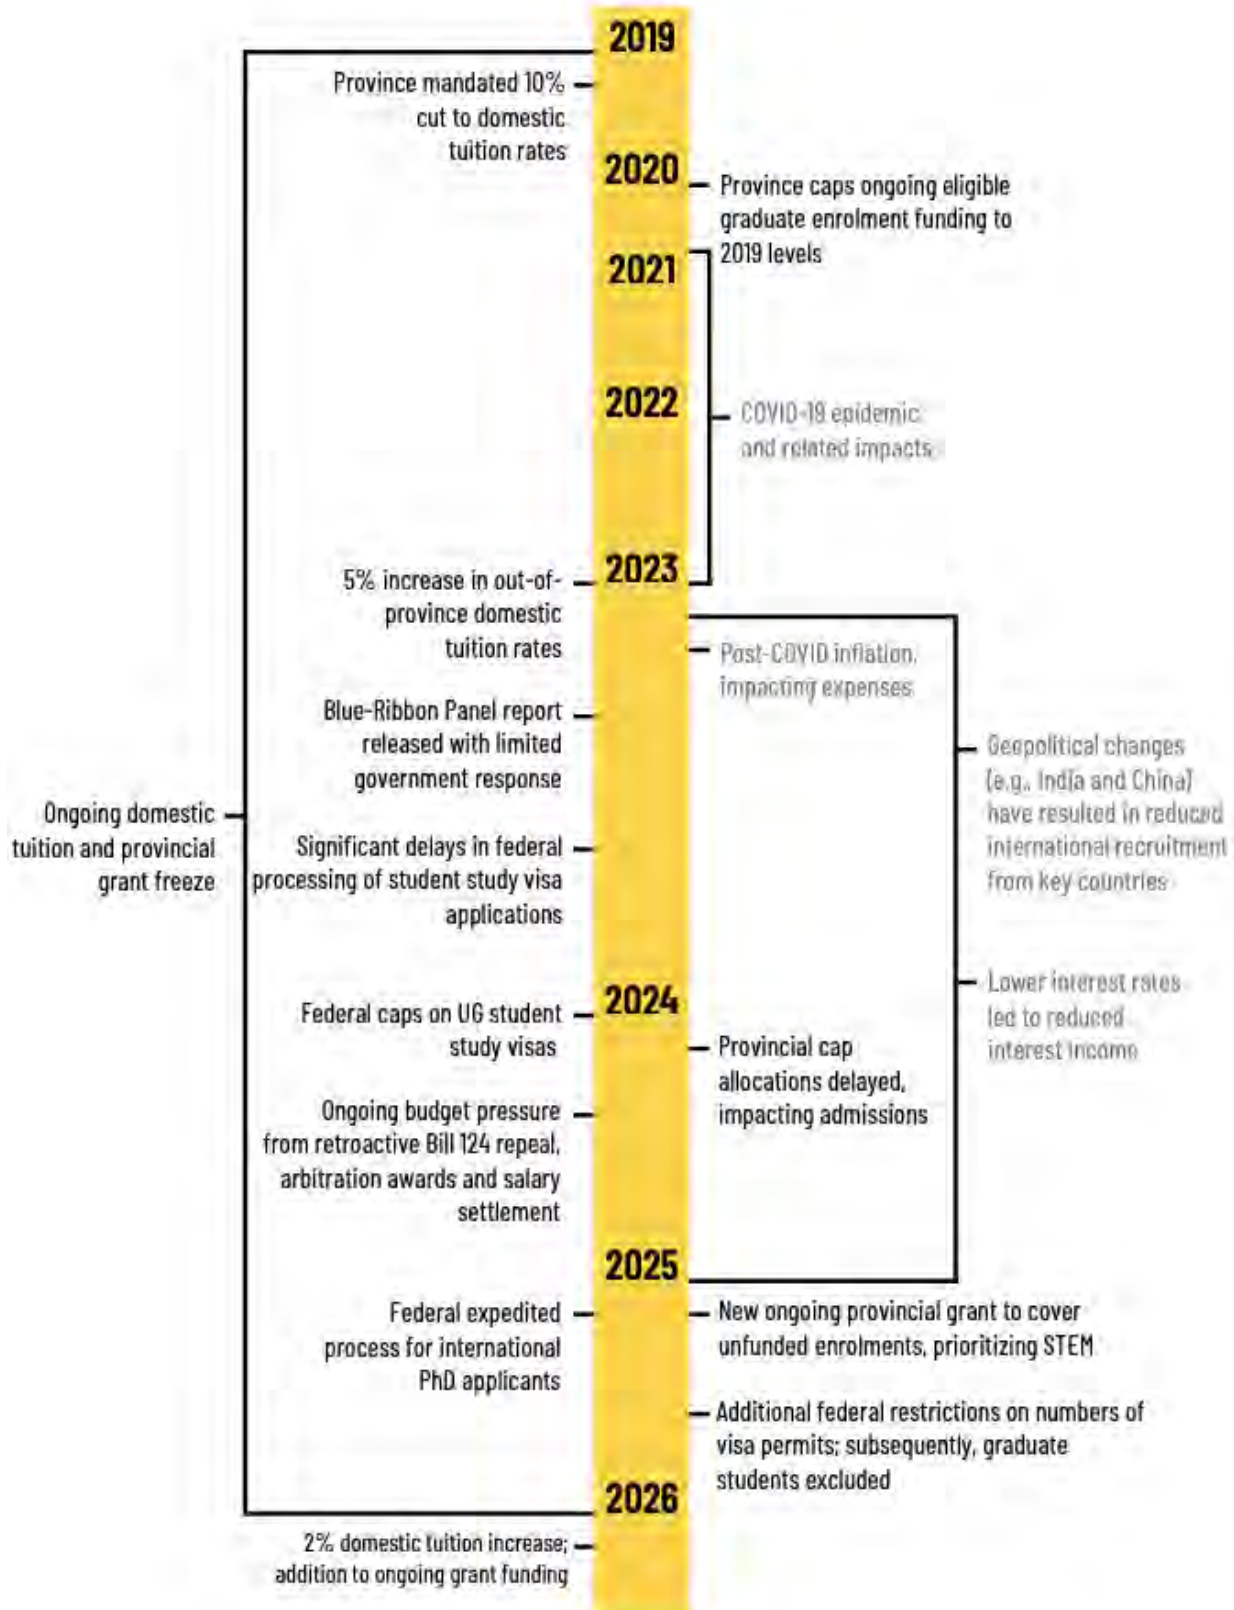 2019
Province mandated 10%
cut to domestic
tuition rates
2020
Province caps ongoing eligible
graduate enrolment funding to
2019 levels
2021
2022
COVID-19 epidemic
and related impacts
2023
5% increase in out-of-
province domestic
tuition rates
Post-COVID inflation,
impacting expenses
Blue-Ribbon Panel report
released with limited
government response
Geopolitical changes
(e.g., India and China)
have resulted in reduced
international recruitment
from key countries
Ongoing domestic
tuition and provincial
grant freeze
Significant delays in federal
processing of student study visa
applications
Lower interest rates
led to reduced
interest income
2024
Federal caps on UG student
study visas
Provincial cap
allocations delayed,
impacting admissions
Ongoing budget pressure
from retroactive Bill 124 repeal,
arbitration awards and salary
settlement
2025
Federal expedited
process for international
PhD applicants
New ongoing provincial grant to cover
unfunded enrolments, prioritizing STEM
Additional federal restrictions on numbers of
visa permits; subsequently, graduate
students excluded
2026
2% domestic tuition increase;
addition to ongoing grant funding